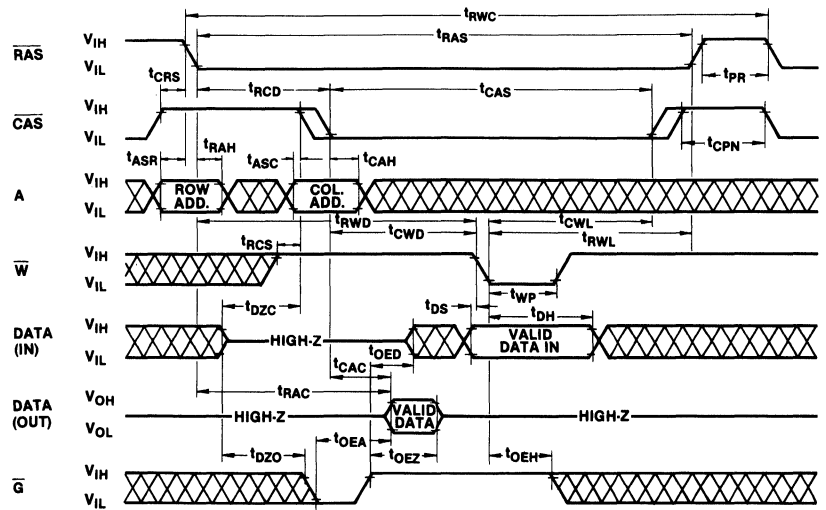 tRWC
tRAS
RAS
VIH
VIL
tCRS
tRCD
tCAS
tPR
CAS
VIH
VIL
tCPN
tASR
tRAH
tASC
tCAH
A
VIH
VIL
ROW ADD.
COL. ADD.
tRWD
tCWL
tCWD
tRWL
tRCS
W
VIH
VIL
tWP
tDZC
tDS
tDH
DATA (IN)
VIH
VIL
HIGH-Z
VALID DATA IN
tOED
tCAC
tRAC
DATA (OUT)
VOH
VOL
HIGH-Z
VALID DATA
HIGH-Z
tOEA
tDZO
tOEZ
tOEH
G
VIH
VIL